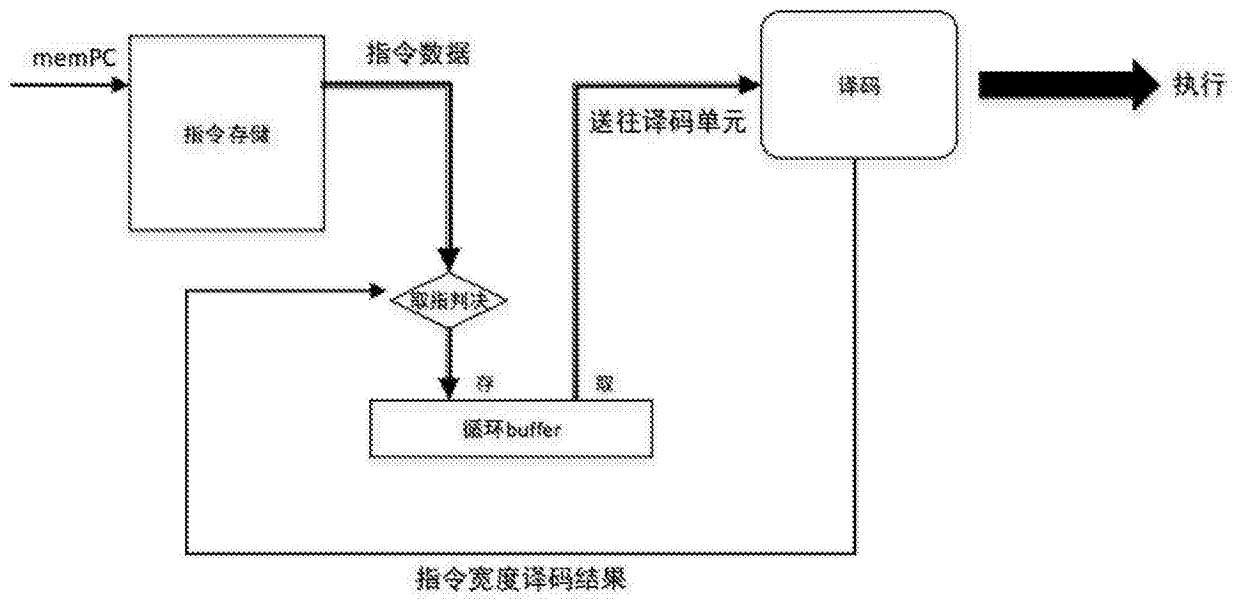 memPC
指令数据
指令存储
译码
执行
送往译码单元
取指判决
存
取
循环buffer
指令宽度译码结果